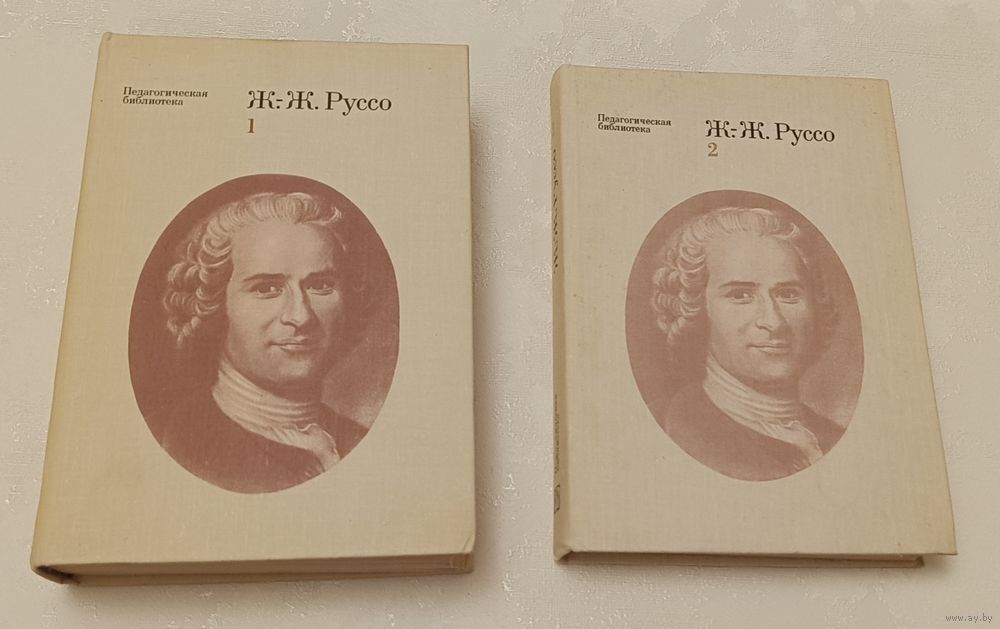 Педагогическая
библиотека
Ж.-Ж. Руссо
1
Педагогическая
библиотека
Ж.-Ж. Руссо
2
www.ay.by